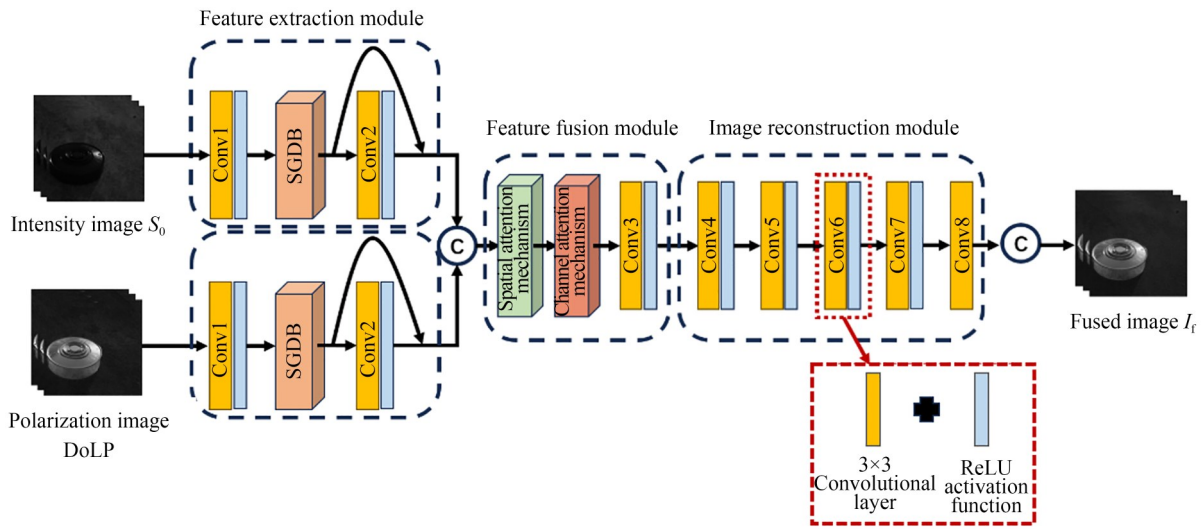 Feature extraction module
Conv1
SGDB
Conv2
Intensity image S₀
Conv1
SGDB
Conv2
Polarization image
DoLP
C
Feature fusion module
Spatial attention
mechanism
Channel attention
mechanism
Conv3
Image reconstruction module
Conv4
Conv5
Conv6
Conv7
Conv8
C
Fused image I_f
3×3
Convolutional
layer
ReLU
activation
function